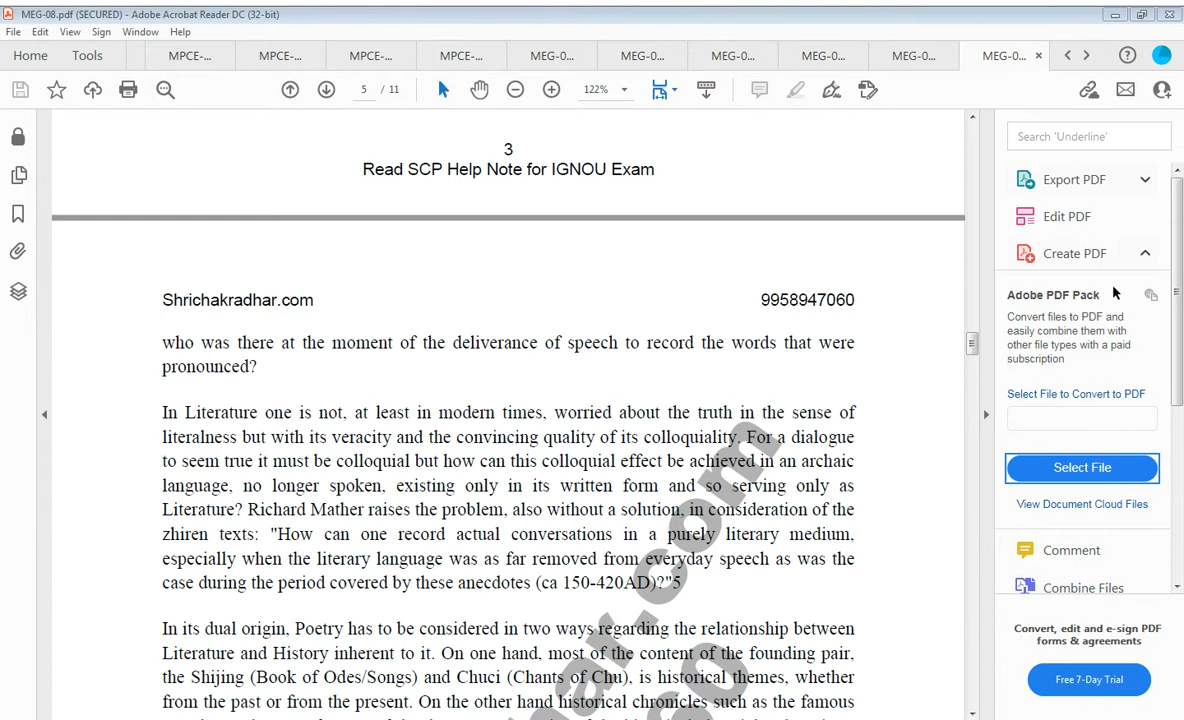 MEG-08.pdf (SECURED) - Adobe Acrobat Reader DC (32-bit)
File Edit View Sign Window Help
Home Tools MPCE-... MPCE-... MPCE-... MPCE-... MEG-0... MEG-0... MEG-0... MEG-0... MEG-0... MEG-0...
5 / 11 122%
3
Read SCP Help Note for IGNOU Exam
Shrichakradhar.com 9958947060
who was there at the moment of the deliverance of speech to record the words that were
pronounced?
In Literature one is not, at least in modern times, worried about the truth in the sense of
literalness but with its veracity and the convincing quality of its colloquiality. For a dialogue
to seem true it must be colloquial but how can this colloquial effect be achieved in an archaic
language, no longer spoken, existing only in its written form and so serving only as
Literature? Richard Mather raises the problem, also without a solution, in consideration of the
zhiren texts: "How can one record actual conversations in a purely literary medium,
especially when the literary language was as far removed from everyday speech as was the
case during the period covered by these anecdotes (ca 150-420AD)?"5
In its dual origin, Poetry has to be considered in two ways regarding the relationship between
Literature and History inherent to it. On one hand, most of the content of the founding pair,
the Shijing (Book of Odes/Songs) and Chuci (Chants of Chu), is historical themes, whether
from the past or from the present. On the other hand historical chronicles such as the famous
Search 'Underline'
Export PDF
Edit PDF
Create PDF
Adobe PDF Pack
Convert files to PDF and
easily combine them with
other file types with a paid
subscription
Select File to Convert to PDF
Select File
View Document Cloud Files
Comment
Combine Files
Convert, edit and e-sign PDF
forms & agreements
Free 7-Day Trial